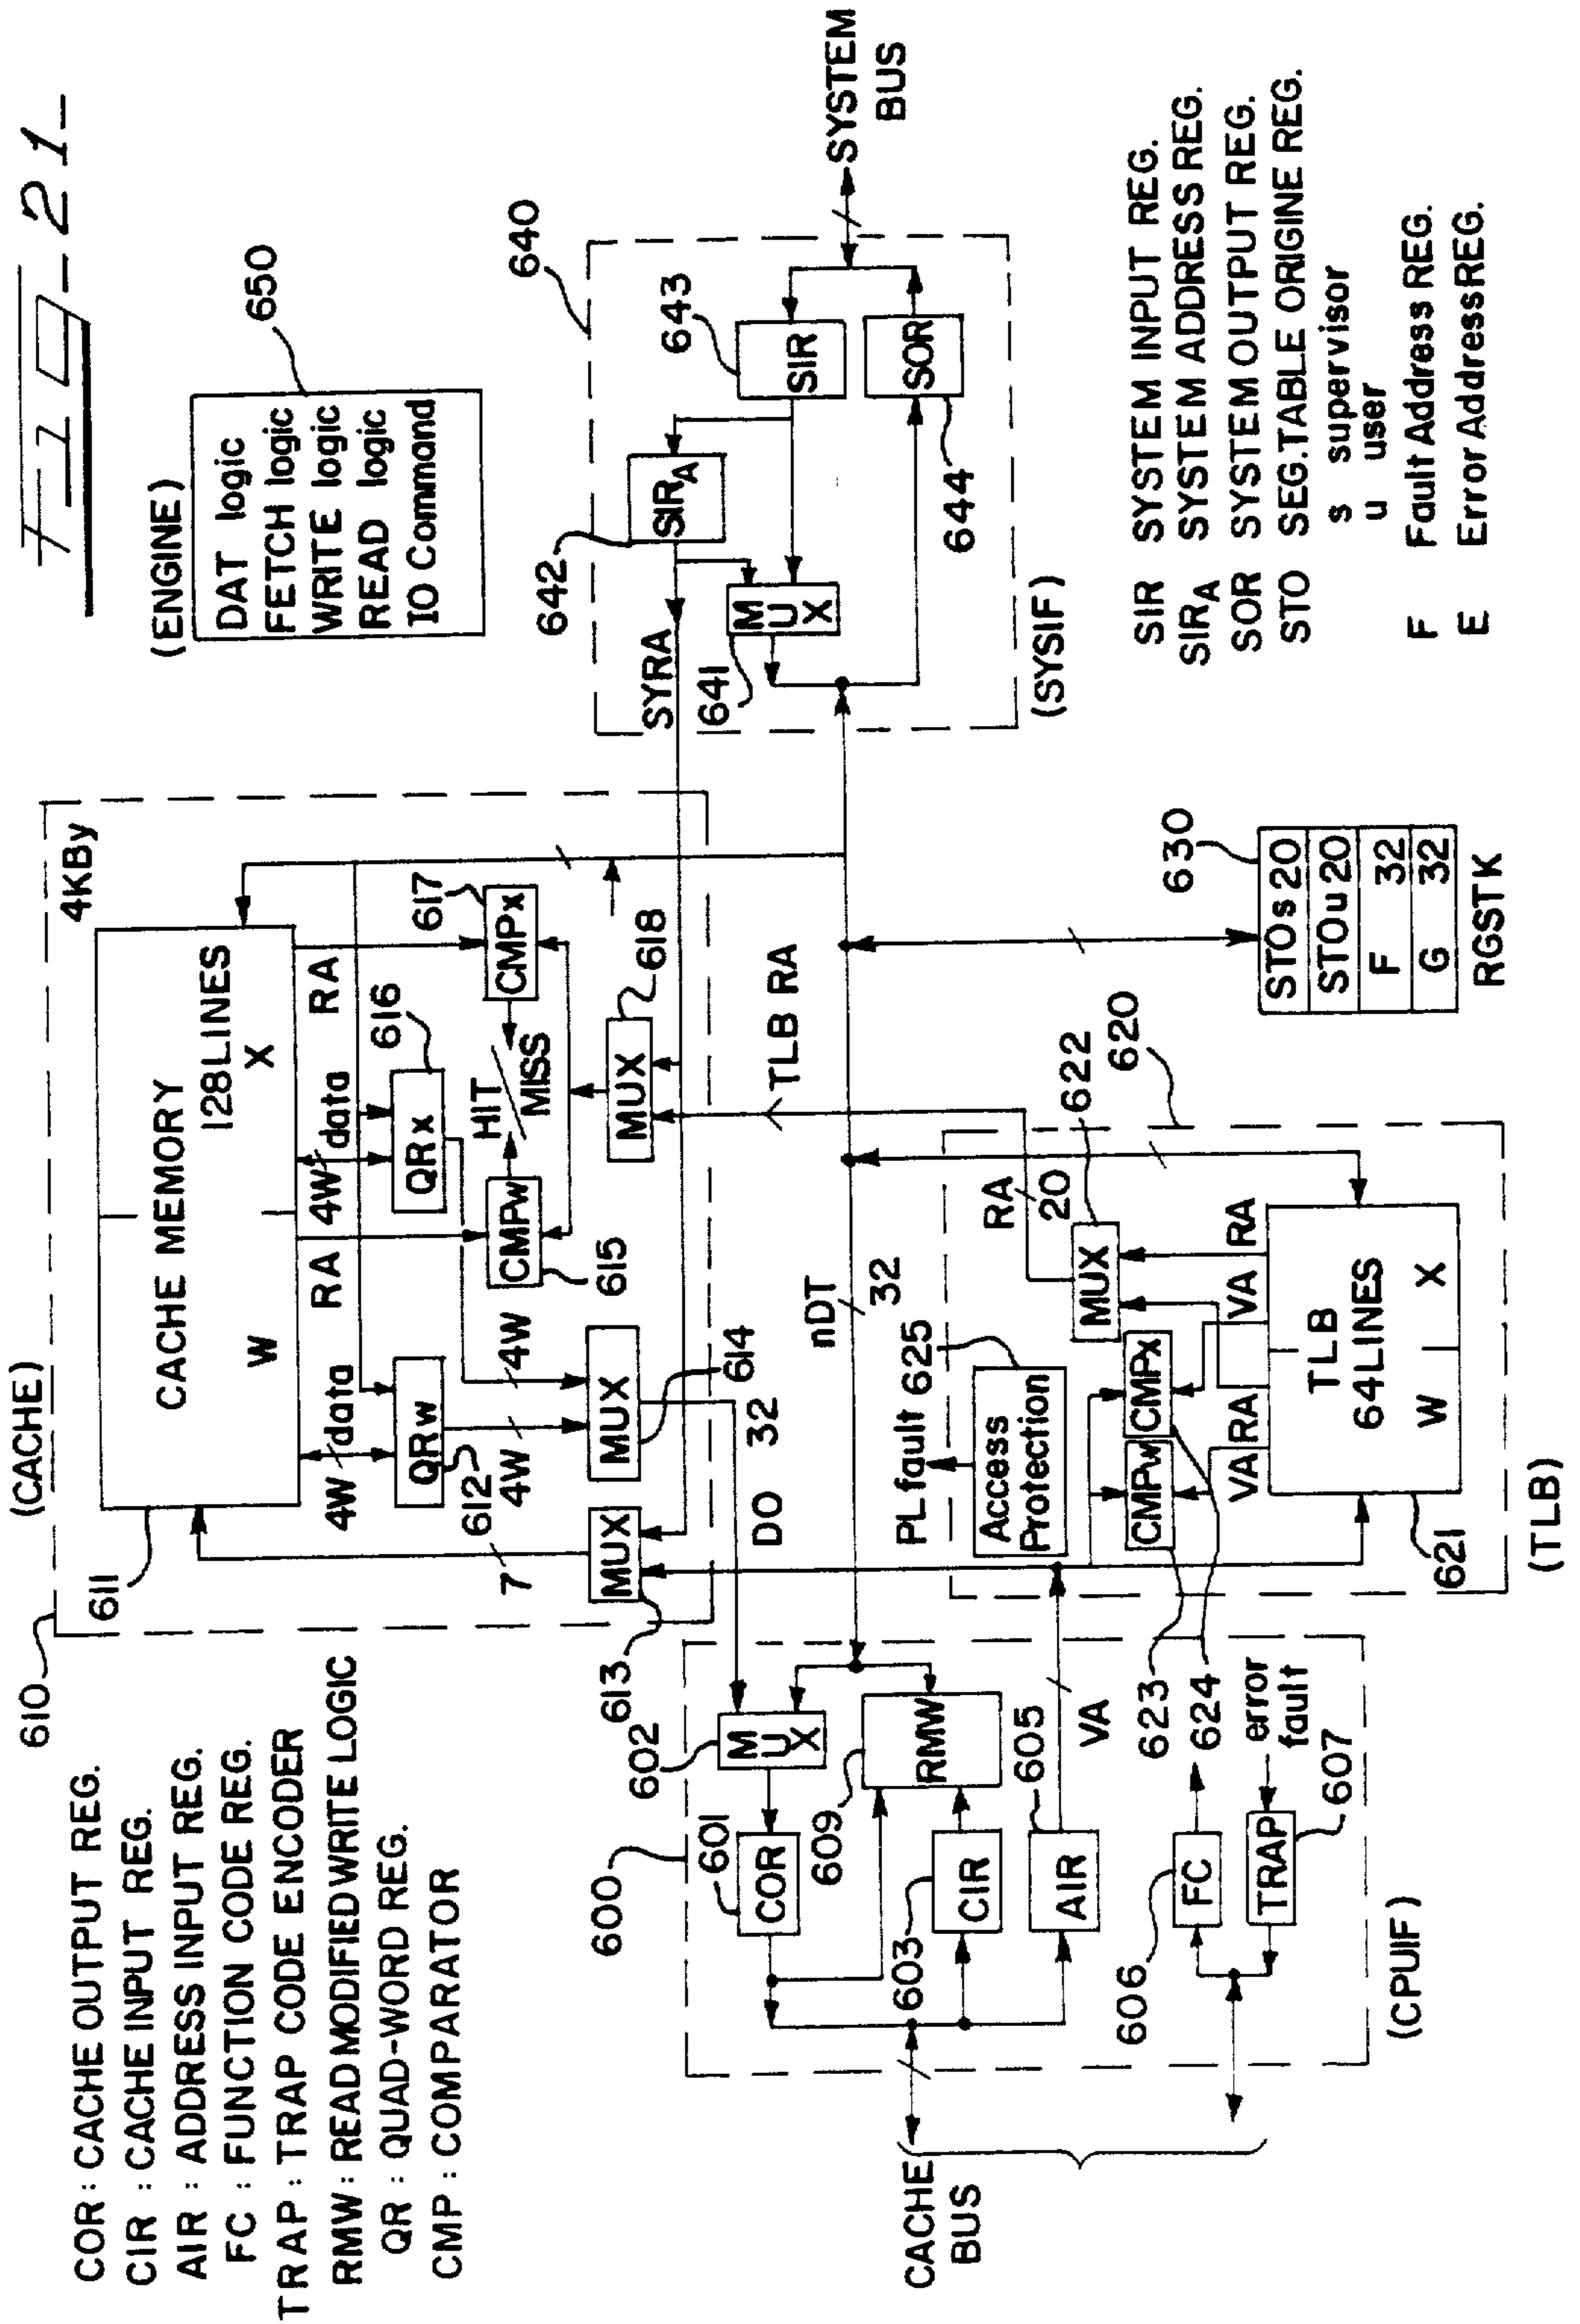 FIG. 21
COR : CACHE OUTPUT REG.
CIR : CACHE INPUT REG.
AIR : ADDRESS INPUT REG.
FC : FUNCTION CODE REG.
TRAP : TRAP CODE ENCODER
RMW : READ MODIFIED WRITE LOGIC
QR : QUAD-WORD REG.
CMP : COMPARATOR
610
(CACHE)
611
CACHE MEMORY
128 LINES
W
X
4KBy
4W
data
RA
4W
data
RA
QRw
612
QRx
616
4W
4W
CMPw
615
HIT
MISS
CMPx
617
7
MUX
613
MUX
614
MUX
618
DO 32
TLB RA
(ENGINE)
650
DAT logic
FETCH logic
WRITE logic
READ logic
IO Command
640
SYRA
642
SIRA
643
SIR
641
MUX
SOR
644
(SYSIF)
SYSTEM
BUS
CACHE
BUS
600
601
COR
602
MUX
609
RMW
603
CIR
605
AIR
VA
606
FC
TRAP
607
error
fault
(CPUIF)
nDT
32
PL fault
625
Access
Protection
623
624
CMPw
CMPx
MUX
622
RA
20
620
VA
RA
VA
RA
TLB
64 LINES
W
X
621
(TLB)
630
STOs 20
STOu 20
F 32
G 32
RGSTK
SIR SYSTEM INPUT REG.
SIRA SYSTEM ADDRESS REG.
SOR SYSTEM OUTPUT REG.
STO SEG.TABLE ORIGINE REG.
s supervisor
u user
F Fault Address REG.
E Error Address REG.